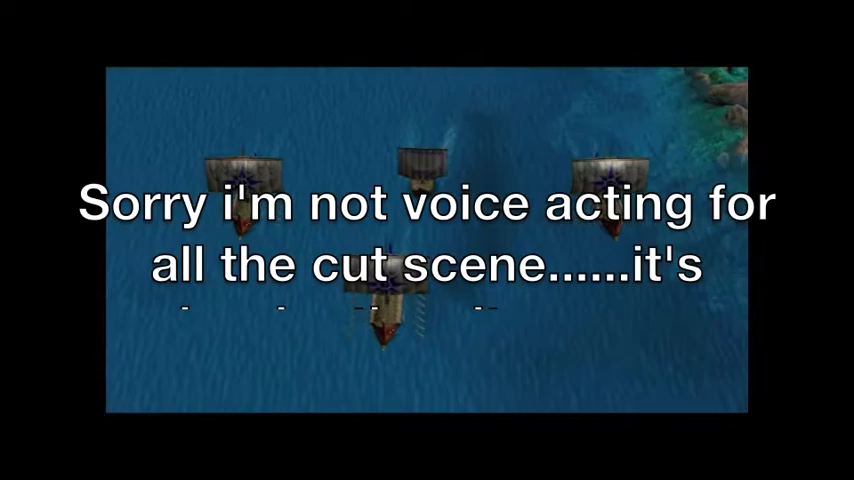 Sorry i'm not voice acting for
all the cut scene......it's